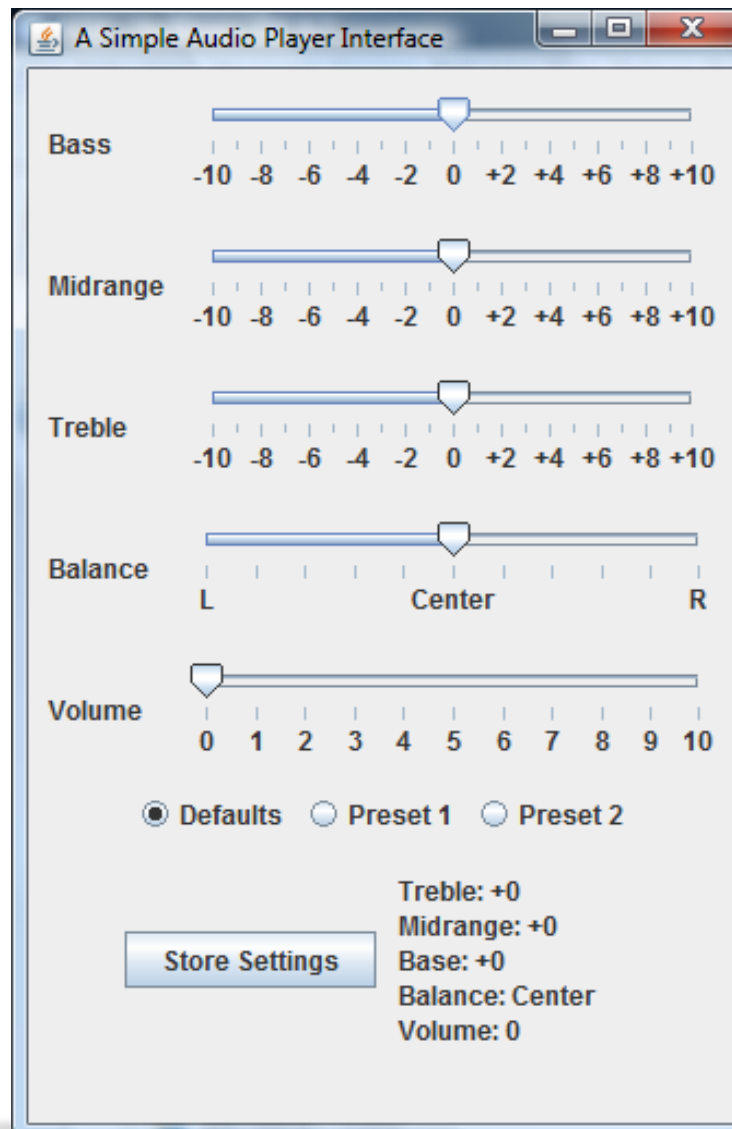 A Simple Audio Player Interface
Bass
-10 -8 -6 -4 -2 0 +2 +4 +6 +8 +10
Midrange
-10 -8 -6 -4 -2 0 +2 +4 +6 +8 +10
Treble
-10 -8 -6 -4 -2 0 +2 +4 +6 +8 +10
Balance
L Center R
Volume
0 1 2 3 4 5 6 7 8 9 10
Defaults Preset 1 Preset 2
Treble: +0
Midrange: +0
Store Settings Base: +0
Balance: Center
Volume: 0